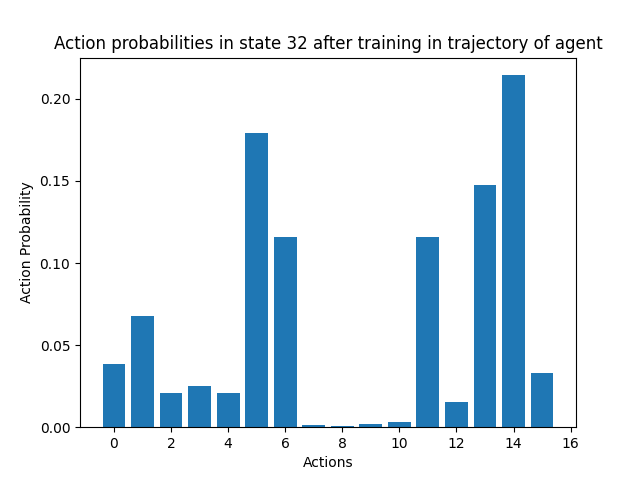 Action probabilities in state 32 after training in trajectory of agent
0.20
0.15
0.10
0.05
0.00
Action Probability
0 2 4 6 8 10 12 14 16
Actions